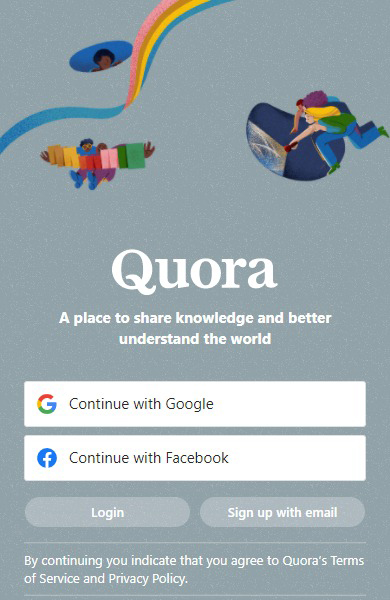 Quora
A place to share knowledge and better
understand the world
Continue with Google
Continue with Facebook
Login
Sign up with email
By continuing you indicate that you agree to Quora's Terms
of Service and Privacy Policy.